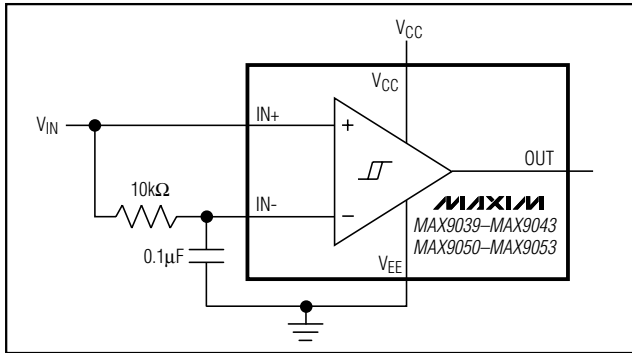 VCC
VCC
VIN
IN+
+
OUT
10kΩ
IN-
−
MAXIM
MAX9039–MAX9043
MAX9050–MAX9053
0.1µF
VEE